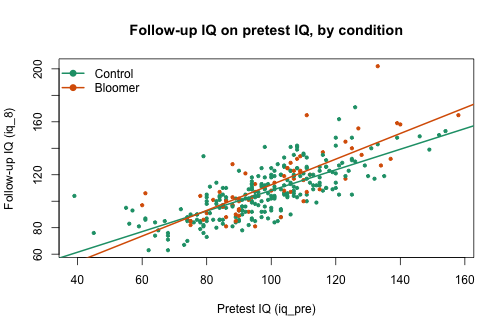 Follow-up IQ on pretest IQ, by condition
Follow-up IQ (iq_8)
200
160
120
80
60
Control
Bloomer
40 60 80 100 120 140 160
Pretest IQ (iq_pre)